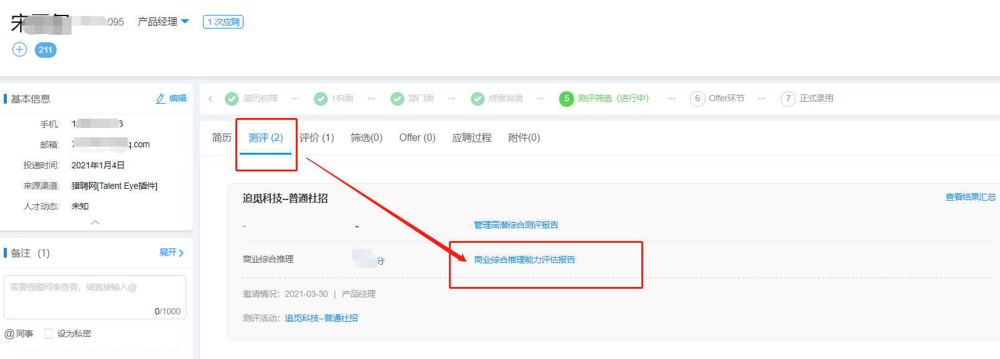 宋 095 产品经理 1 次应聘
211
基本信息 编辑
手机: 1 3
邮箱: q.com
投递时间: 2021年1月4日
来源渠道: 猎聘网[Talent Eye插件]
人才动态: 未知
备注 (1) 展开
需要提醒同事查看，请直接输入@
0/1000
@同事 设为私密
简历初筛 ··· HR面 ··· 部门面 ··· 终面官面 ··· 5 测评筛选（进行中） ··· 6 Offer环节 ··· 7 正式录用
简历 测评 (2) 评价 (1) 筛选(0) Offer (0) 应聘过程 附件(0)
追觅科技--普通社招 查看结果汇总
- - 管理高潜综合测评报告
商业综合推理 分 商业综合推理能力评估报告
邀请情况: 2021-03-30 | 产品经理
测评活动: 追觅科技--普通社招